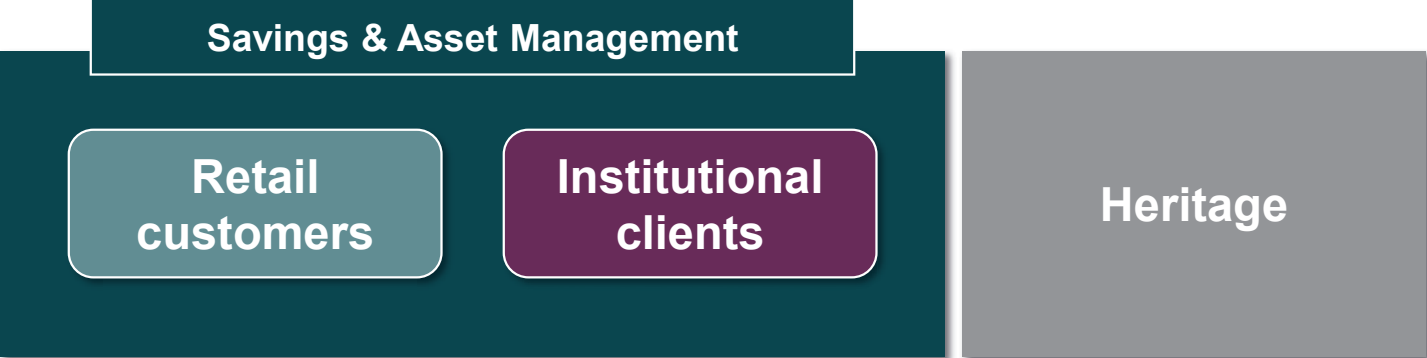 Savings & Asset Management
Retail
customers
Institutional
clients
Heritage